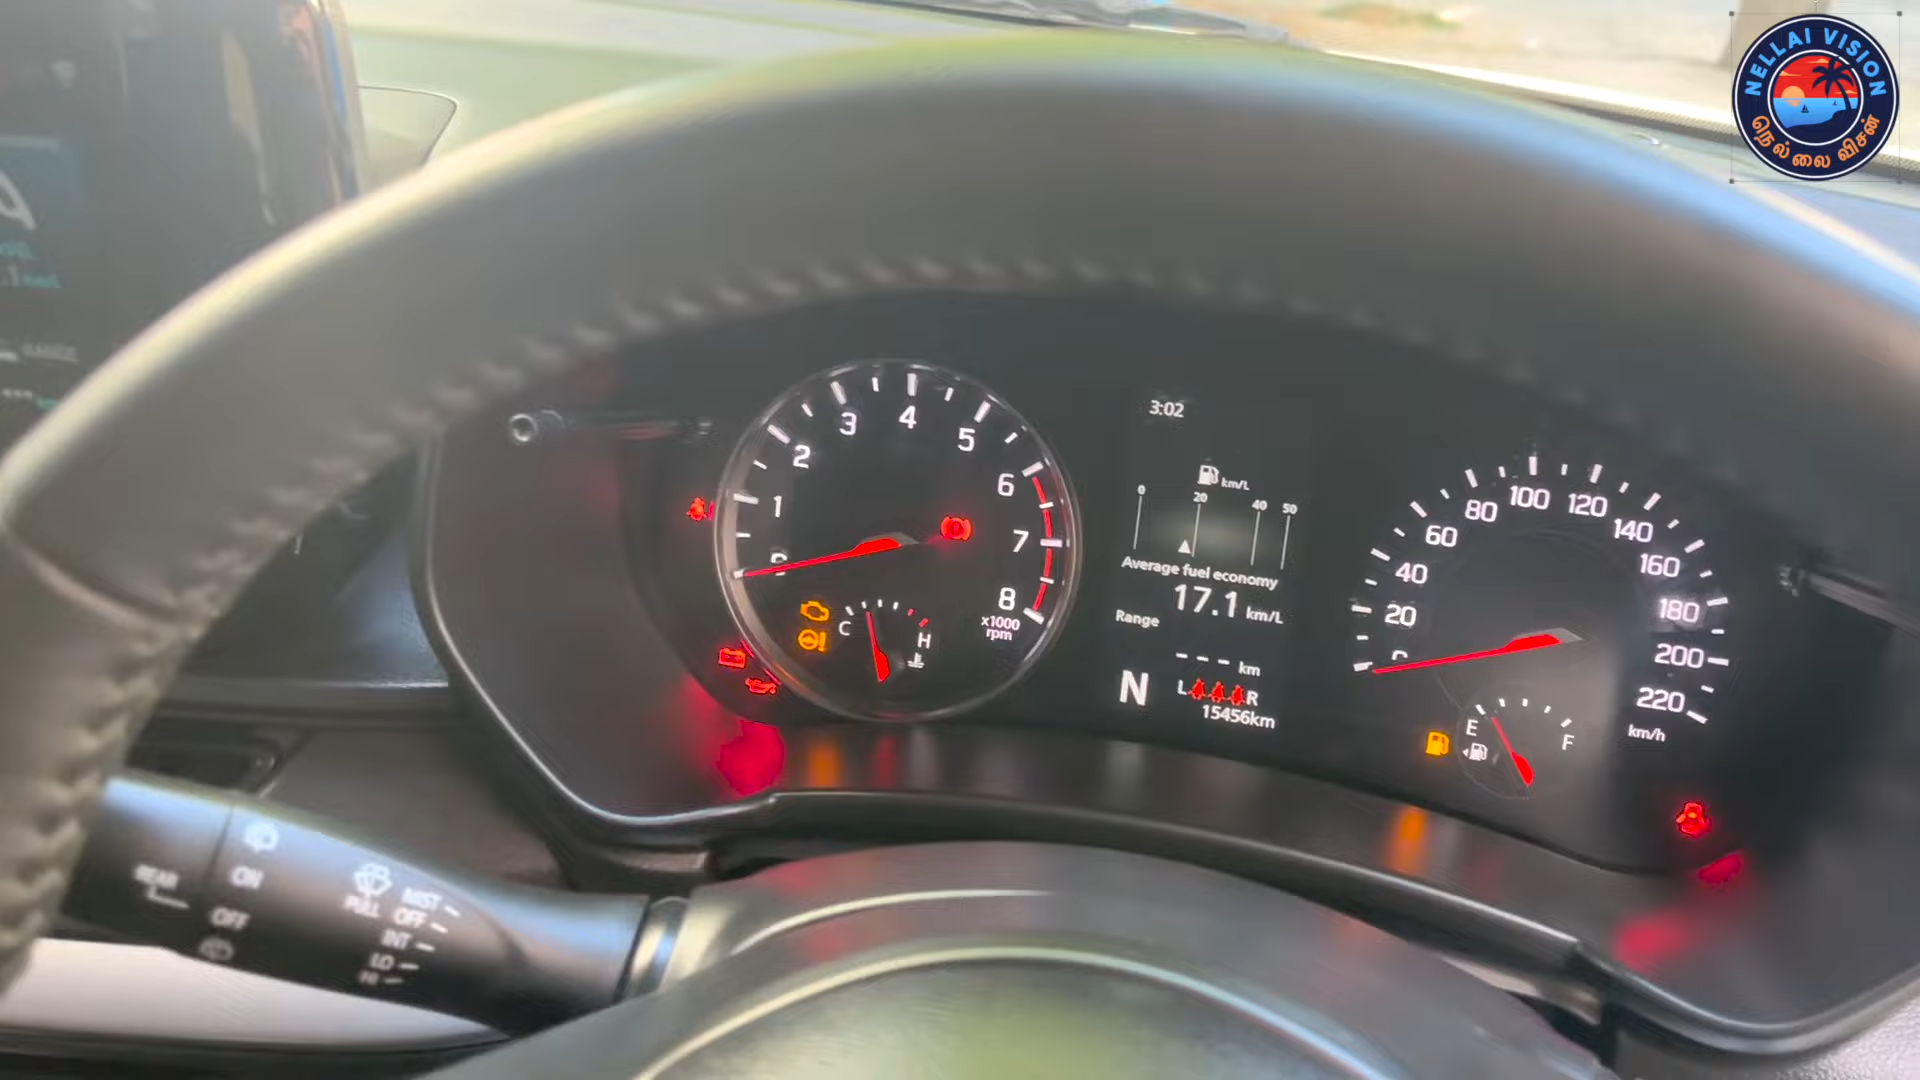 NELLAI VISION
நெல்லை விசன்
1
2
3
4
5
6
7
8
x1000
rpm
C
H
3:02
km/L
0
20
40
50
Average fuel economy
17.1 km/L
Range
--- km
N
L R
15456km
0
20
40
60
80
100
120
140
160
180
200
220
km/h
E
F
REAR
ON
OFF
PULL
MIST
OFF
INT
LO
HI